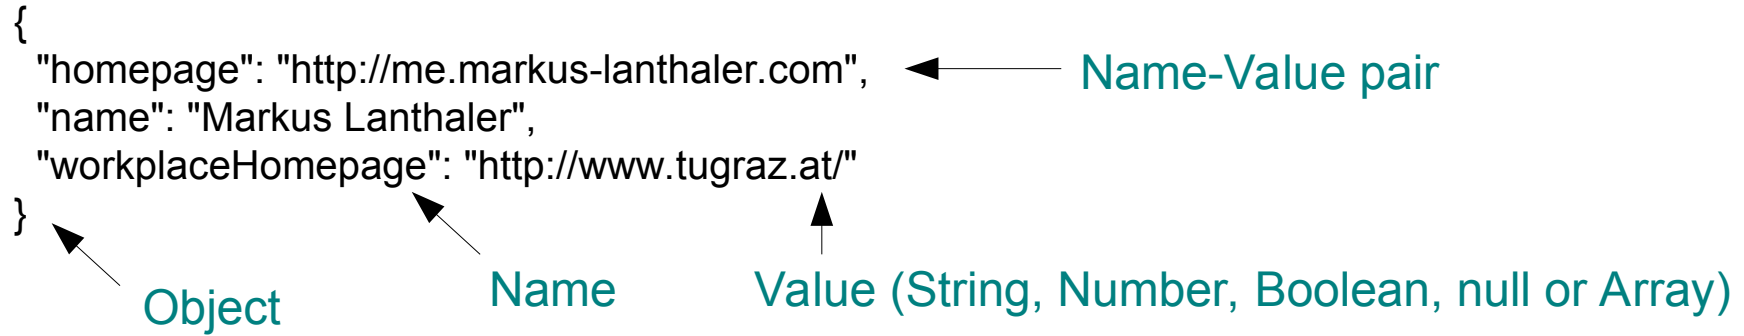 {
"homepage": "http://me.markus-lanthaler.com",
Name-Value pair
"name": "Markus Lanthaler",
"workplaceHomepage": "http://www.tugraz.at/"
}
Object
Name
Value (String, Number, Boolean, null or Array)